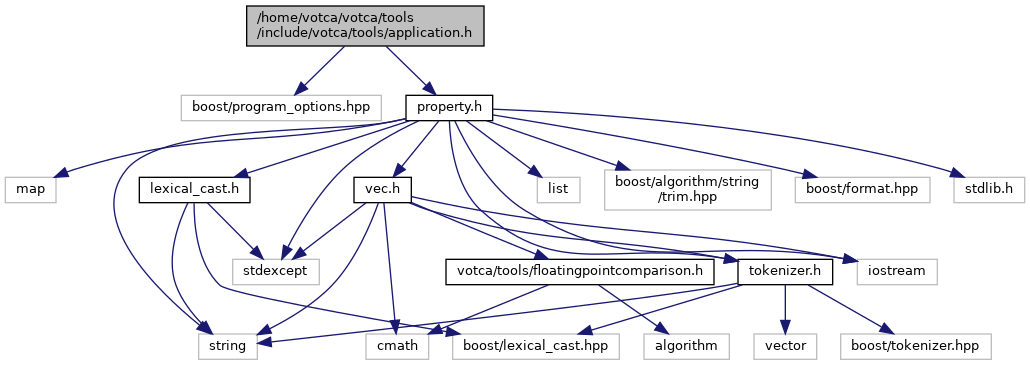 /home/votca/votca/tools
/include/votca/tools/application.h
boost/program_options.hpp
property.h
map
lexical_cast.h
vec.h
list
boost/algorithm/string
/trim.hpp
boost/format.hpp
stdlib.h
stdexcept
votca/tools/floatingpointcomparison.h
tokenizer.h
iostream
string
cmath
boost/lexical_cast.hpp
algorithm
vector
boost/tokenizer.hpp